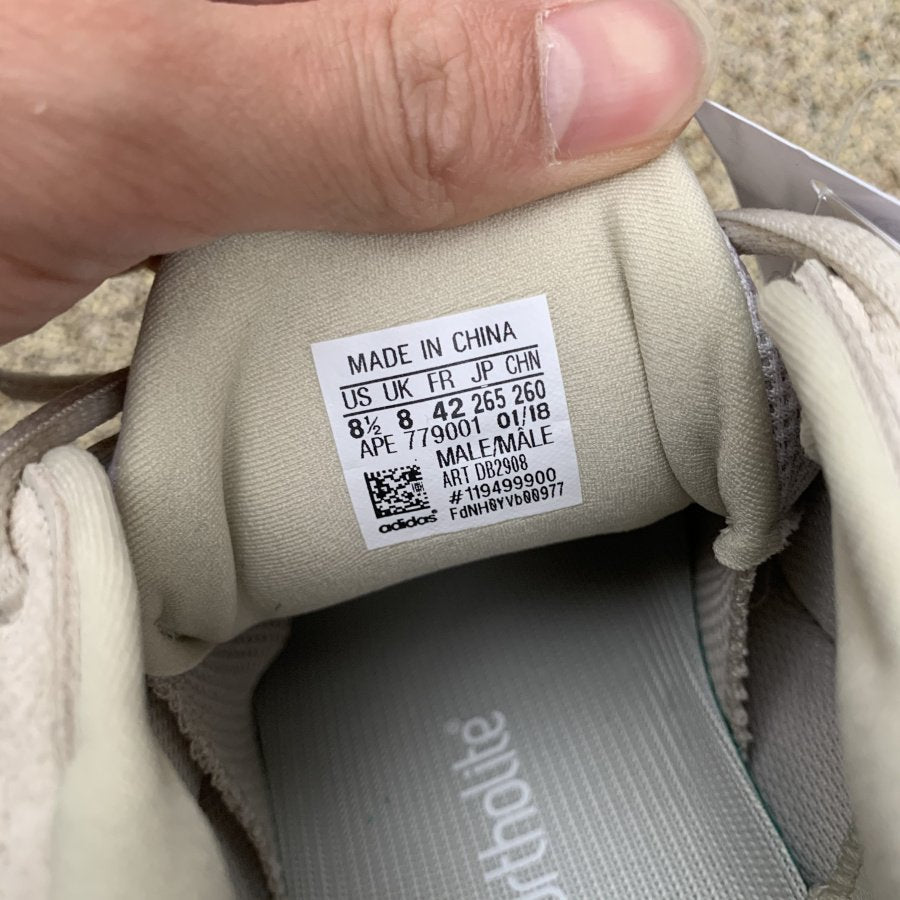 MADE IN CHINA
US UK FR JP CHN
8½ 8 42 265 260
APE 779001 01/18
MALE/MÂLE
ART DB2908
#119499900
FdNH0YVb00977
adidas®
ortholite®